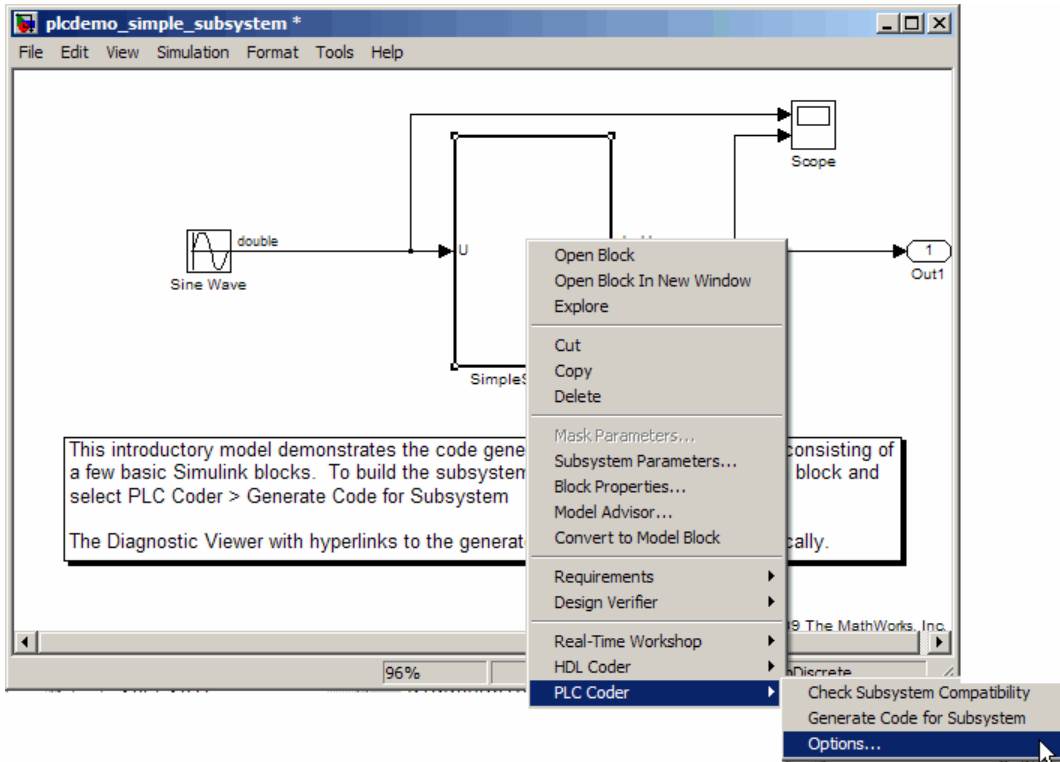 plcdemo_simple_subsystem *
File Edit View Simulation Format Tools Help
Scope
double
U
1
Out1
Sine Wave
SimpleS
Open Block
Open Block In New Window
Explore
Cut
Copy
Delete
Mask Parameters...
Subsystem Parameters...
Block Properties...
Model Advisor...
Convert to Model Block
Requirements
Design Verifier
Real-Time Workshop
HDL Coder
PLC Coder
Check Subsystem Compatibility
Generate Code for Subsystem
Options...
This introductory model demonstrates the code gene consisting of
a few basic Simulink blocks. To build the subsystem block and
select PLC Coder > Generate Code for Subsystem
The Diagnostic Viewer with hyperlinks to the generat cally.
9 The MathWorks, Inc.
96%
Discrete